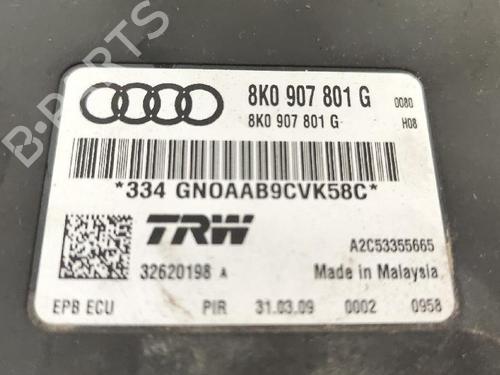 B-PARTS
8K0 907 801 G 0080
8K0 907 801 G H08
*334 GNOAAB9CVK58C*
TRW A2C53355665
32620198 A Made in Malaysia
EPB ECU PIR 31.03.09 0002 0958